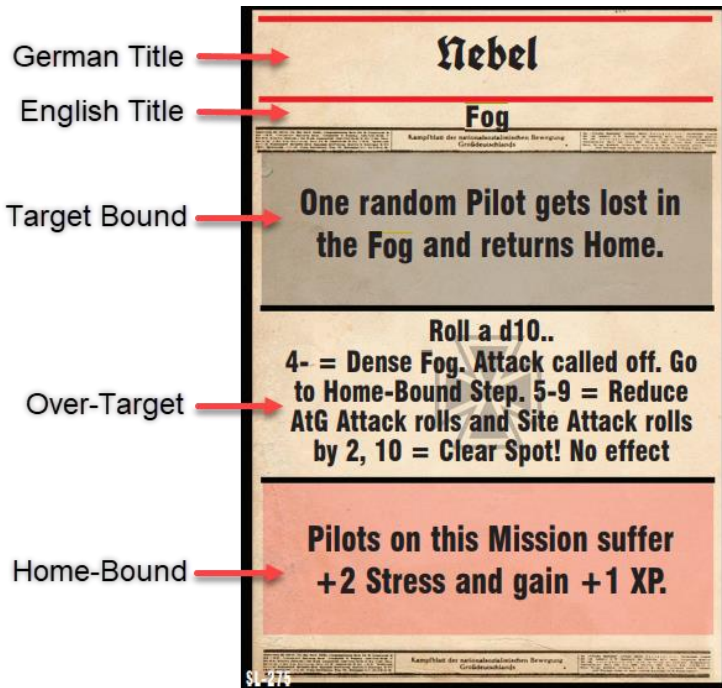 German Title
Nebel
English Title
Fog
Kampfblatt der nationalsozialistischen Bewegung
Großdeutschlands
Target Bound
One random Pilot gets lost in
the Fog and returns Home.
Over-Target
Roll a d10..
4- = Dense Fog. Attack called off. Go
to Home-Bound Step. 5-9 = Reduce
AtG Attack rolls and Site Attack rolls
by 2, 10 = Clear Spot! No effect
Home-Bound
Pilots on this Mission suffer
+2 Stress and gain +1 XP.
Kampfblatt der nationalsozialistischen Bewegung
Großdeutschlands
SL-275